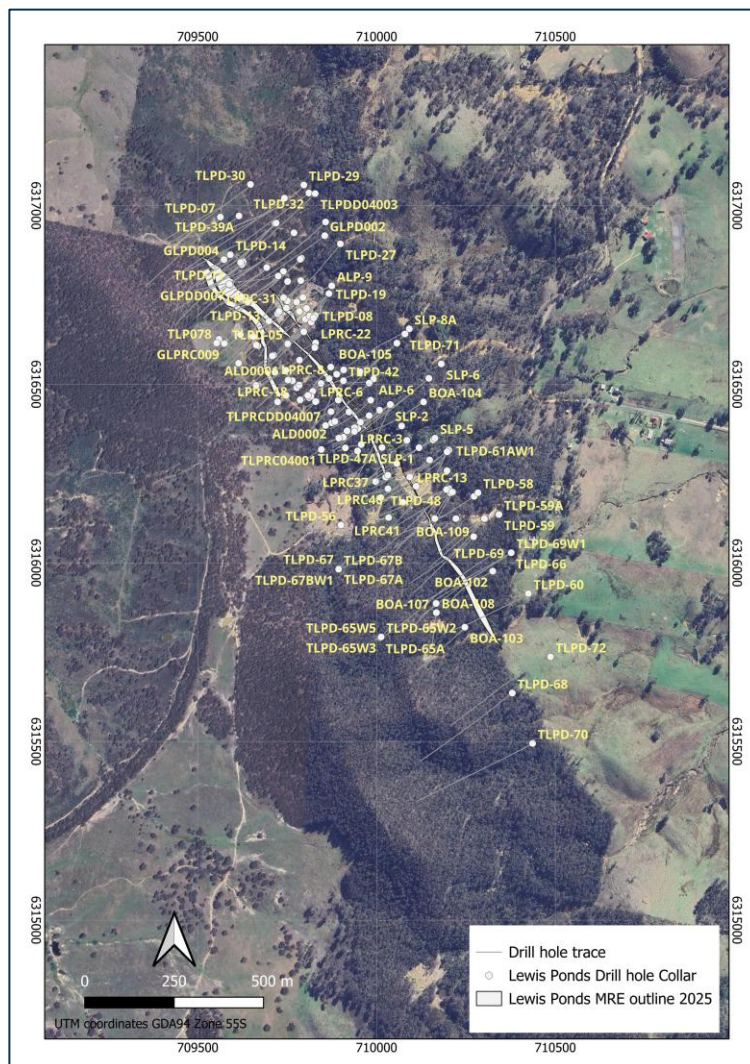 709500
710000
710500
TLPD-30
TLPD-29
6317000
6317000
TLPD-07
TLPD-32
TLPDD04003
TLPD-39A
GLPD002
GLPD004
TLPD-14
TLPD-27
ALP-9
GLPDD007
LPRC-31
TLPD-19
TLPD-13
TLPD-08
SLP-8A
TLP078
TLPD-05
LPRC-22
TLPD-71
GLPRC009
BOA-105
6316500
6316500
LPRC-8
TLPD-42
SLP-6
LPRC-18
LPRC-6
ALP-6
BOA-104
TLPRCDD04007
SLP-2
ALD0002
LPRC-3
SLP-5
TLPRC04001
TLPD-47A
SLP-1
TLPD-61AW1
LPRC37
LPRC-13
TLPD-58
LPRC40
TLPD-48
TLPD-59A
TLPD-56
LPRC41
BOA-109
TLPD-59
6316000
6316000
TLPD-67
TLPD-67B
TLPD-69
TLPD-69W1
TLPD-67BW1
TLPD-67A
BOA-102
TLPD-66
TLPD-60
BOA-107
BOA-108
TLPD-65W5
TLPD-65W2
BOA-103
TLPD-65W3
TLPD-65A
TLPD-72
TLPD-68
6315500
6315500
TLPD-70
6315000
6315000
0 250 500 m
UTM coordinates GDA94 Zone 55S
Drill hole trace
Lewis Ponds Drill hole Collar
Lewis Ponds MRE outline 2025
709500
710000
710500